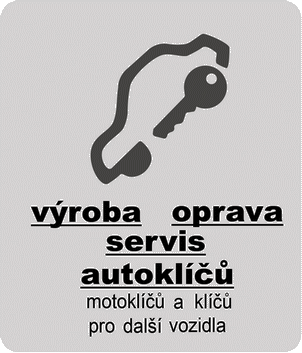 výroba oprava
servis
autoklíčů
motoklíčů a klíčů
pro další vozidla